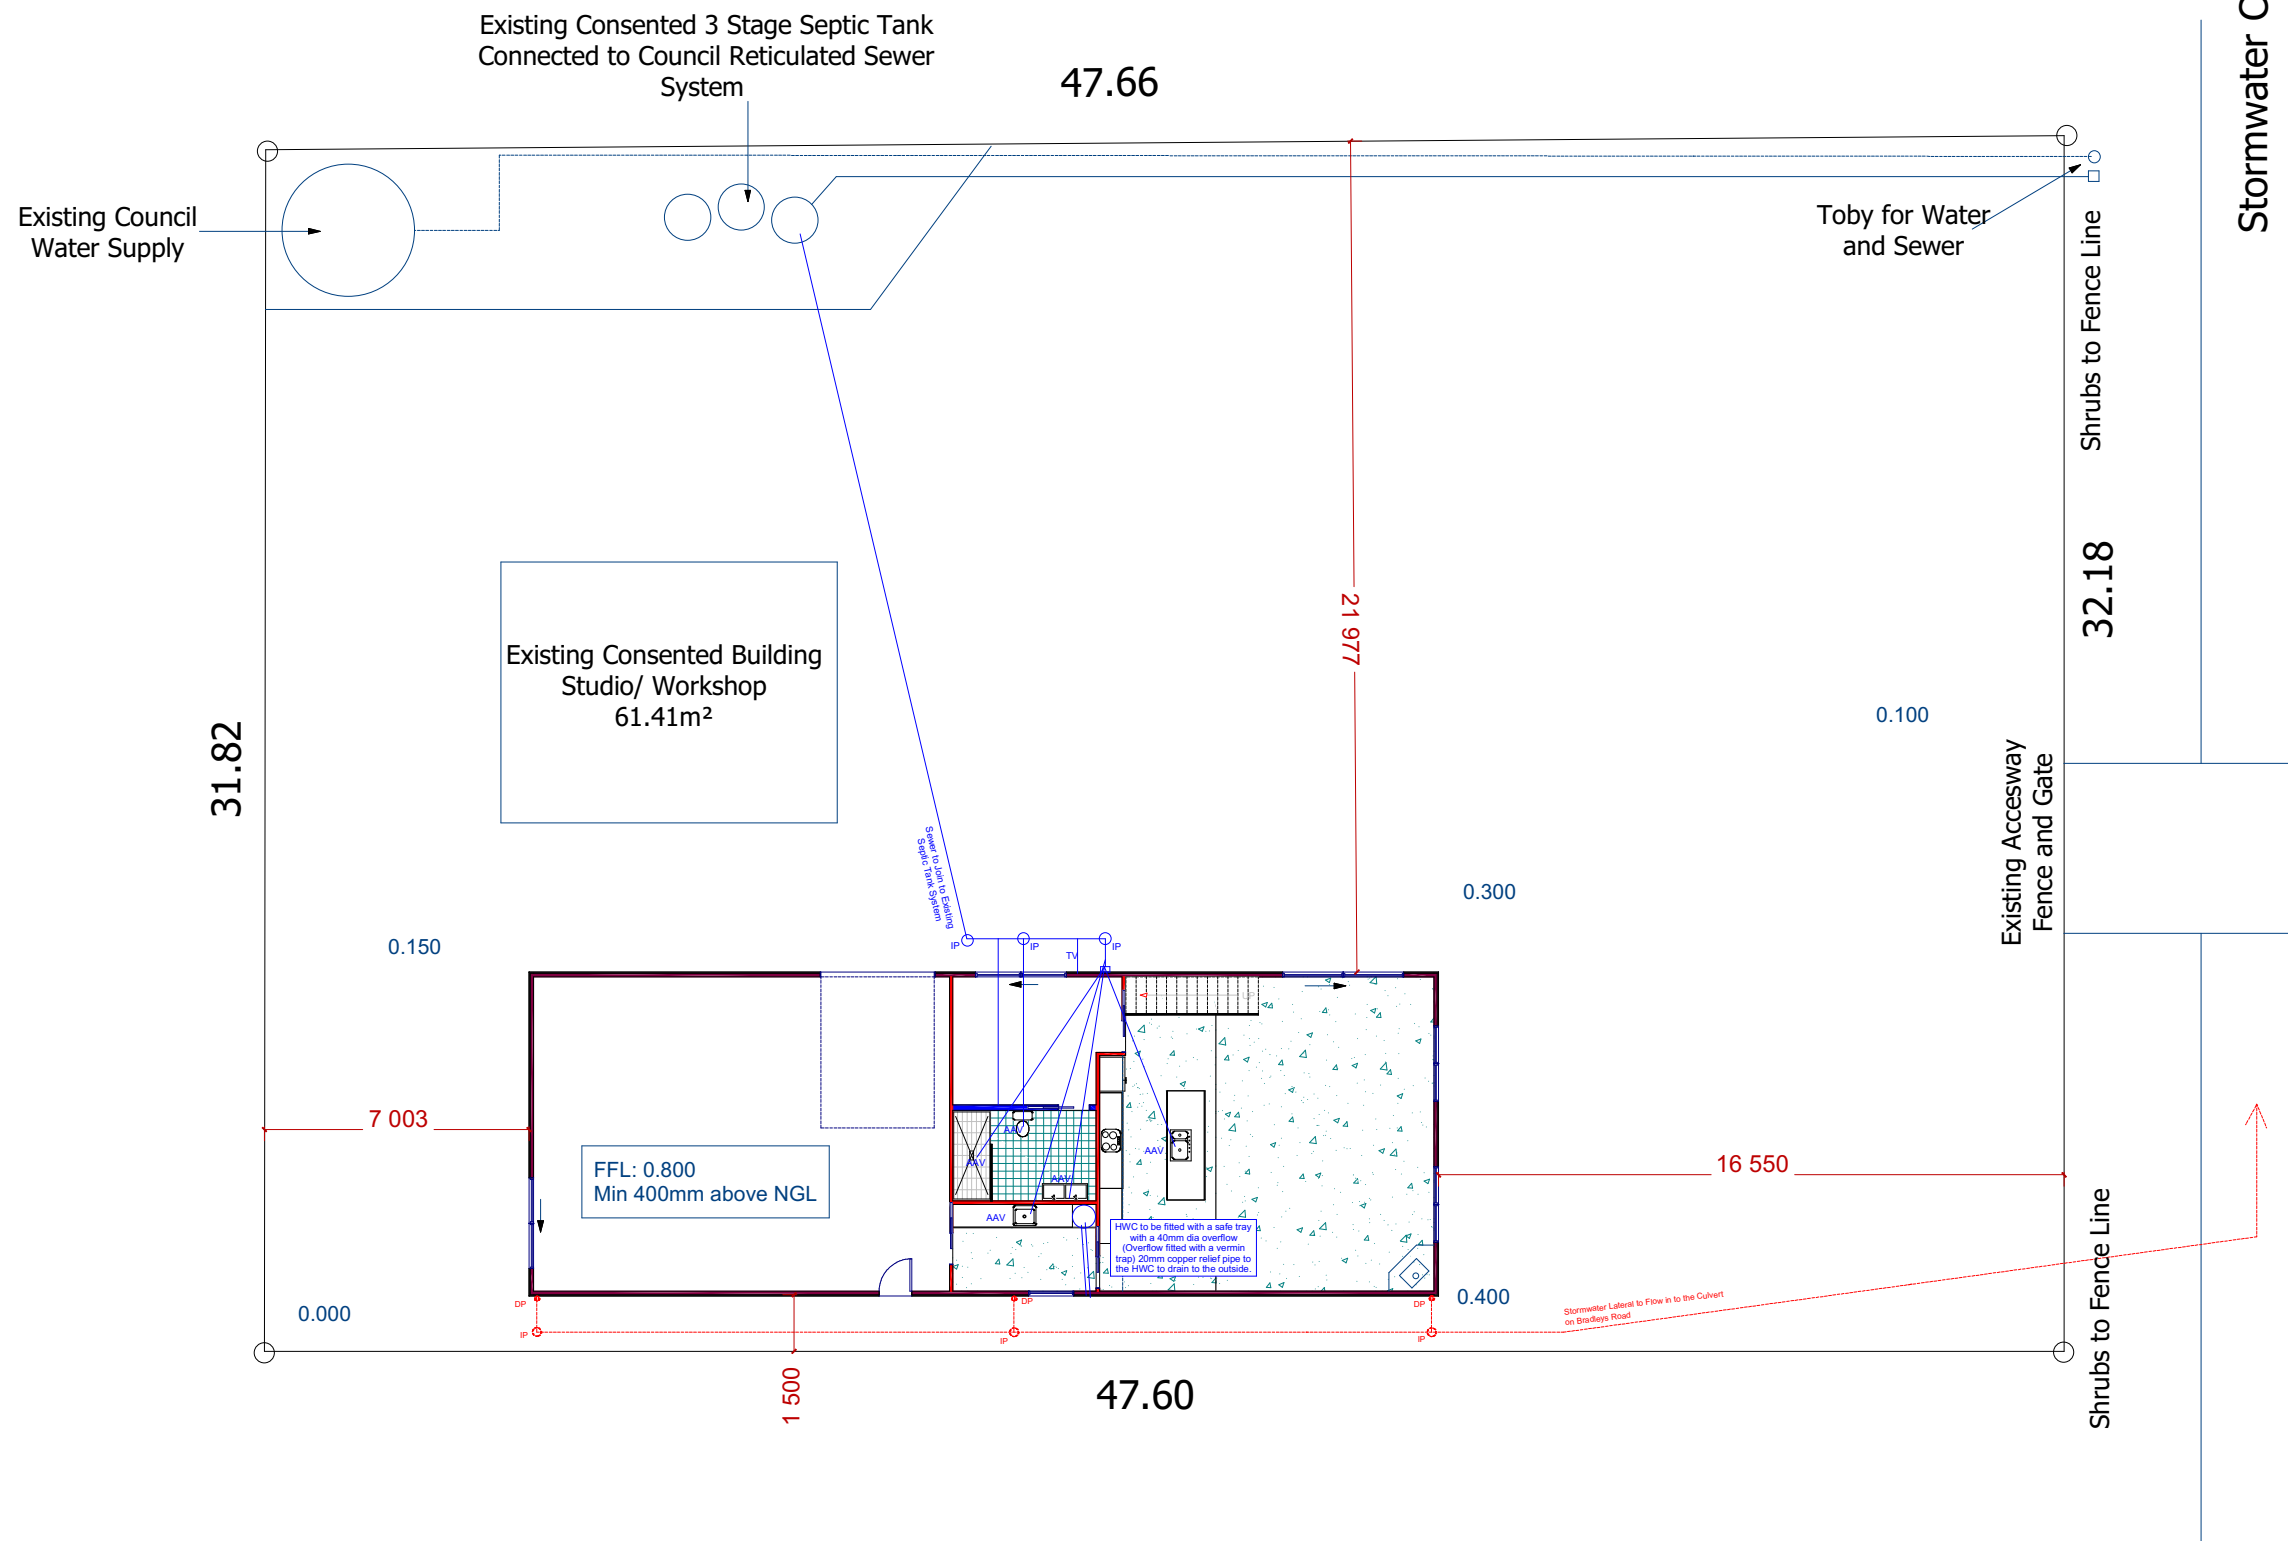 Existing Consented 3 Stage Septic Tank
Connected to Council Reticulated Sewer
System
47.66
Stormwater C
Existing Council
Water Supply
Toby for Water
and Sewer
Shrubs to Fence Line
32.18
21 977
Existing Consented Building
Studio/ Workshop
61.41m²
31.82
0.100
Existing Accesway
Fence and Gate
Sewer to Join to Existing
Septic Tank System
0.300
0.150
IP
IP
IP
TV
UP
7 003
AAV
AAV
AAV
AAV
AAV
FFL: 0.800
Min 400mm above NGL
16 550
HWC to be fitted with a safe tray
with a 40mm dia overflow
(Overflow fitted with a vermin
trap) 20mm copper relief pipe to
the HWC to drain to the outside.
0.000
DP
DP
DP
0.400
Stormwater Lateral to Flow in to the Culvert
on Bradleys Road
IP
IP
IP
Shrubs to Fence Line
1 500
47.60